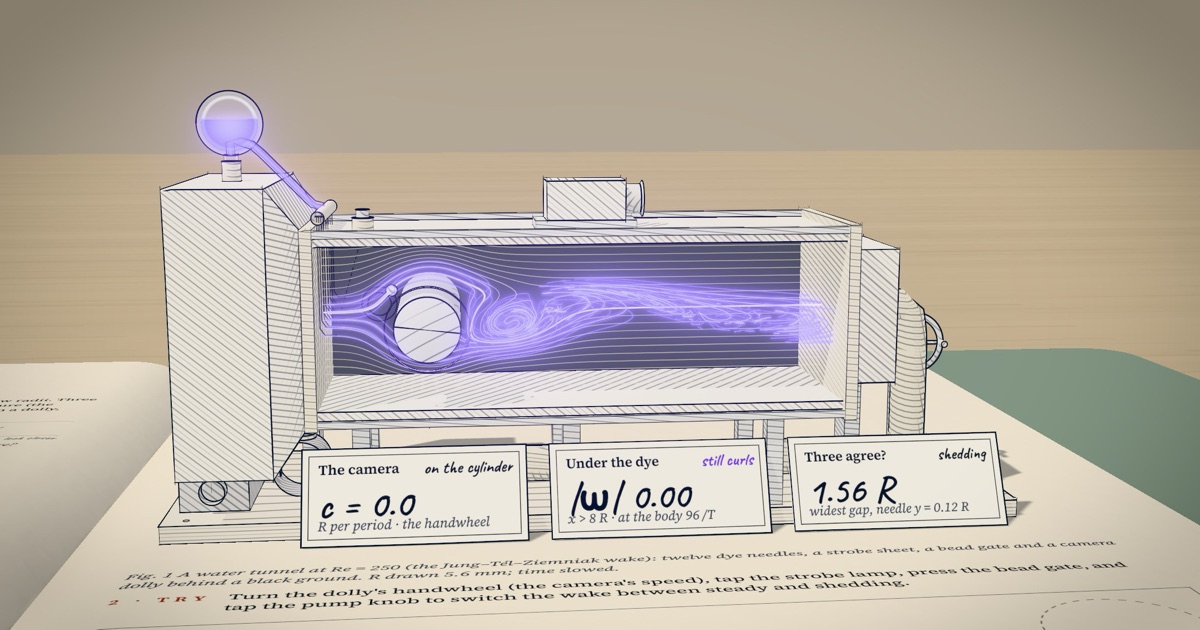 w radii. Three
n a dolly.
The camera on the cylinder
c = 0.0
R per period · the handwheel
Under the dye still curls
|w| 0.00
x > 8 R · at the body 96 /T
Three agree? shedding
1.56 R
widest gap, needle y = 0.12 R
Fig. 1 A water tunnel at Re = 250 (the Jung–Tél–Ziemniak wake): twelve dye needles, a strobe sheet, a bead gate and a camera
dolly behind a black ground. R drawn 5.6 mm; time slowed.
2 · TRY Turn the dolly's handwheel (the camera's speed), tap the strobe lamp, press the bead gate, and
tap the pump knob to switch the wake between steady and shedding.